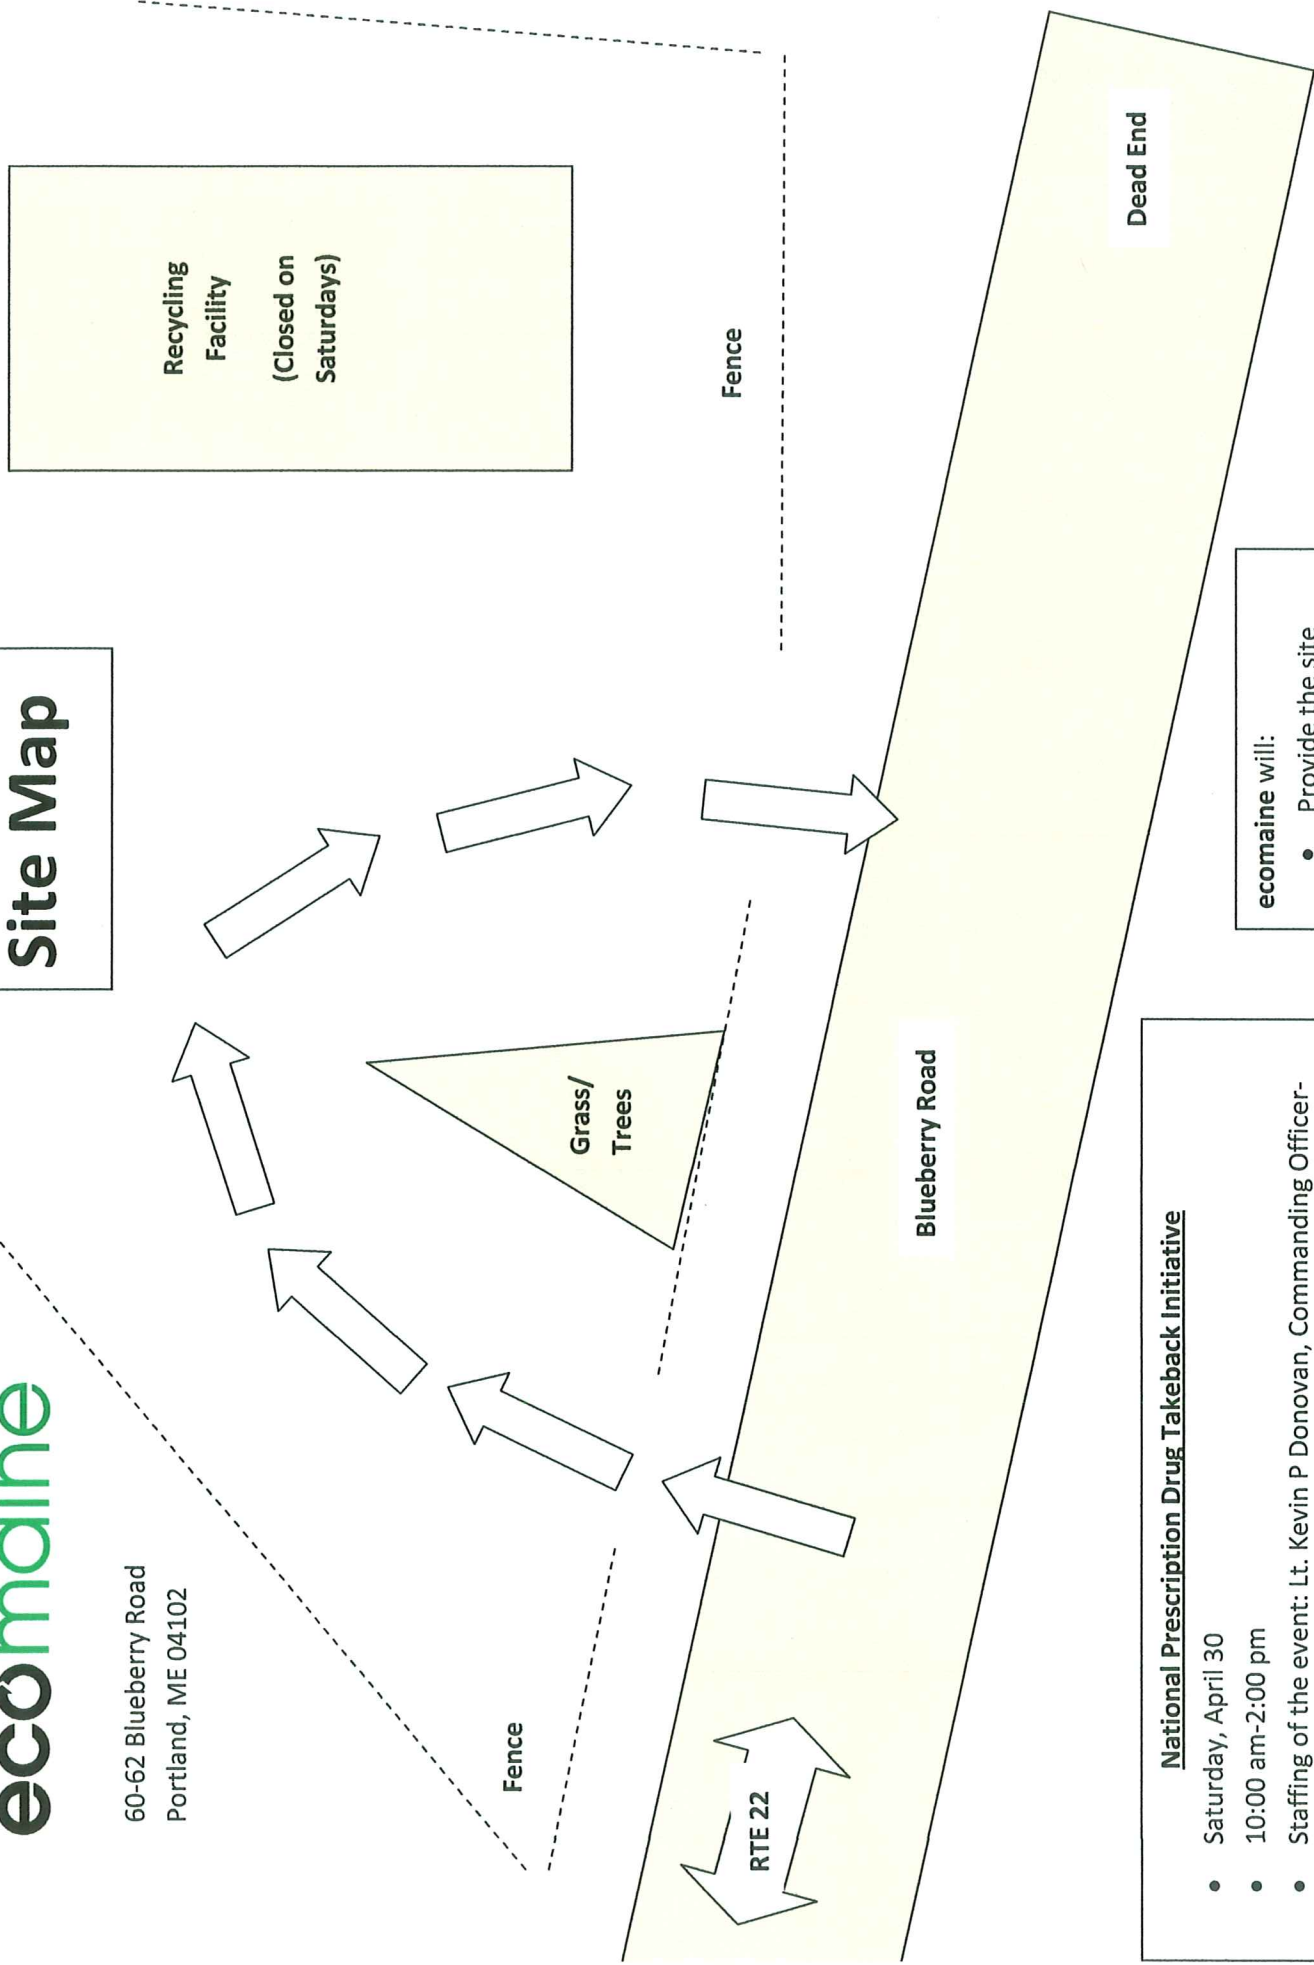 ecomaine
60-62 Blueberry Road
Portland, ME 04102
Site Map
Recycling
Facility
(Closed on
Saturdays)
Fence
Fence
Grass/
Trees
RTE 22
Blueberry Road
Dead End
National Prescription Drug Takeback Initiative
• Saturday, April 30
• 10:00 am-2:00 pm
• Staffing of the event: Lt. Kevin P Donovan, Commanding Officer-
ecomaine will:
• Provide the site